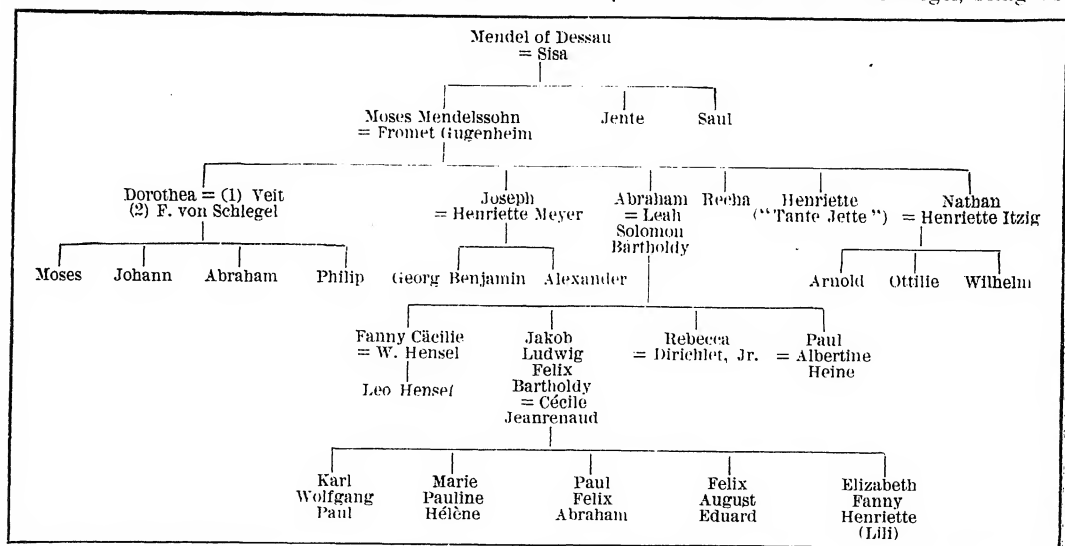 Mendel of Dessau
= Sisa
Moses Mendelssohn
= Fromet Gugenheim
Jente
Saul
Dorothea = (1) Veit
(2) F. von Schlegel
Joseph
= Henriette Meyer
Abraham
= Leah
Solomon
Bartholdy
Recha
Henriette
("Tante Jette")
Nathan
= Henriette Itzig
Moses
Johann
Abraham
Philip
Georg Benjamin
Alexander
Arnold
Ottilie
Wilhelm
Fanny Cäcilie
= W. Hensel
Leo Hensel
Jakob
Ludwig
Felix
Bartholdy
= Cécile
Jeanrenaud
Rebecca
= Dirichlet, Jr.
Paul
= Albertine
Heine
Karl
Wolfgang
Paul
Marie
Pauline
Hélène
Paul
Felix
Abraham
Felix
August
Eduard
Elizabeth
Fanny
Henriette
(Lili)